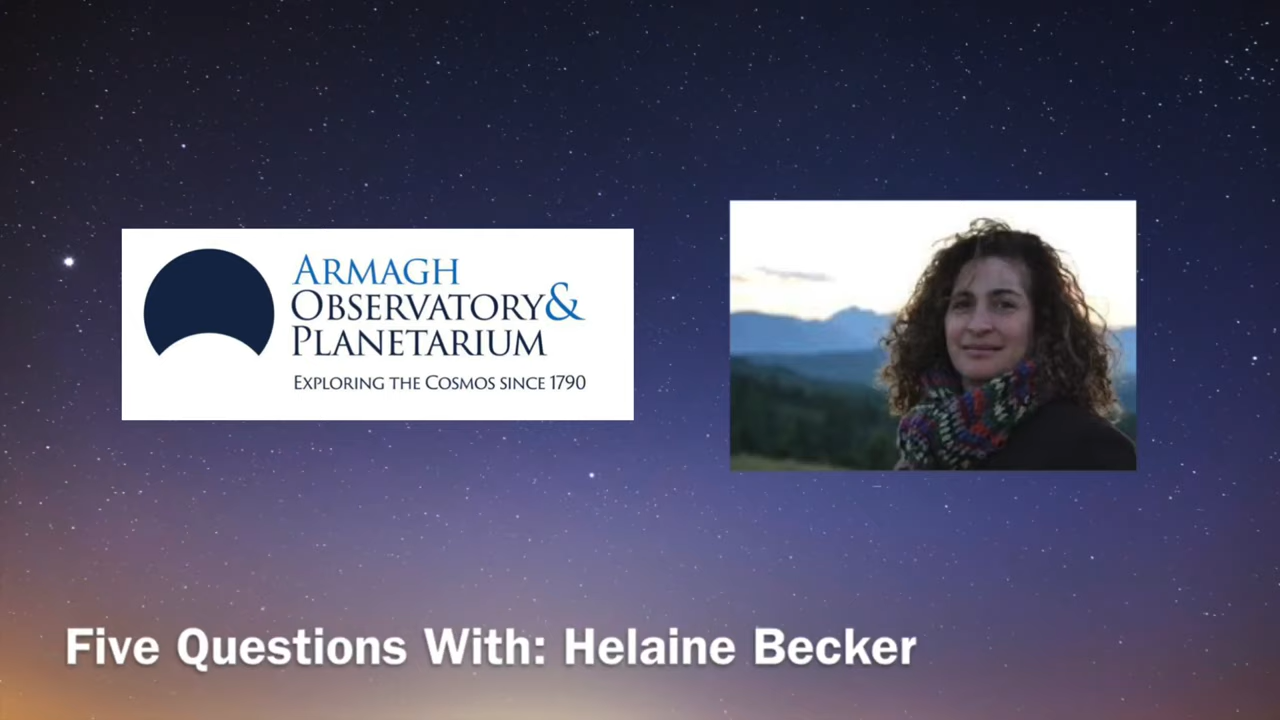 ARMAGH
OBSERVATORY&
PLANETARIUM
EXPLORING THE COSMOS SINCE 1790
Five Questions With: Helaine Becker